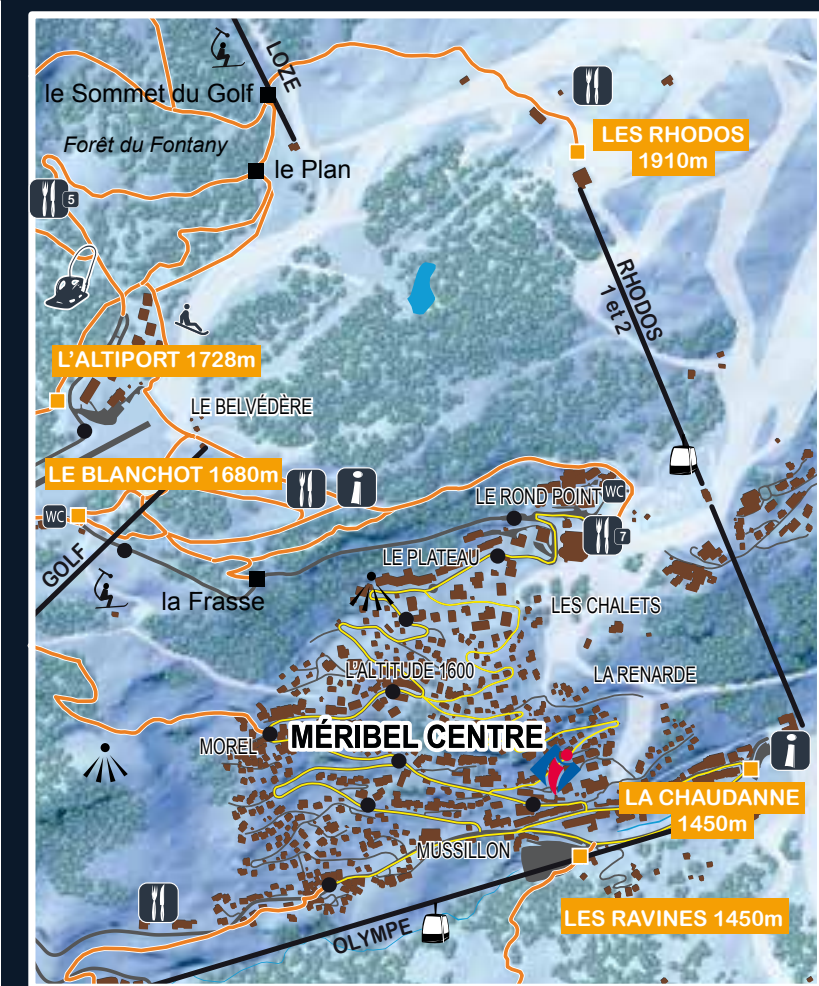 LOZE
le Sommet du Golf
Forêt du Fontany
le Plan
LES RHODOS
1910m
5
RHODOS
1 et 2
L'ALTIPORT 1728m
LE BELVÉDÈRE
LE BLANCHOT 1680m
WC
LE ROND POINT
WC
7
GOLF
LE PLATEAU
la Frasse
LES CHALETS
L'ALTITUDE 1600
LA RENARDE
MOREL
MÉRIBEL CENTRE
LA CHAUDANNE
1450m
MUSSILLON
LES RAVINES 1450m
OLYMPE